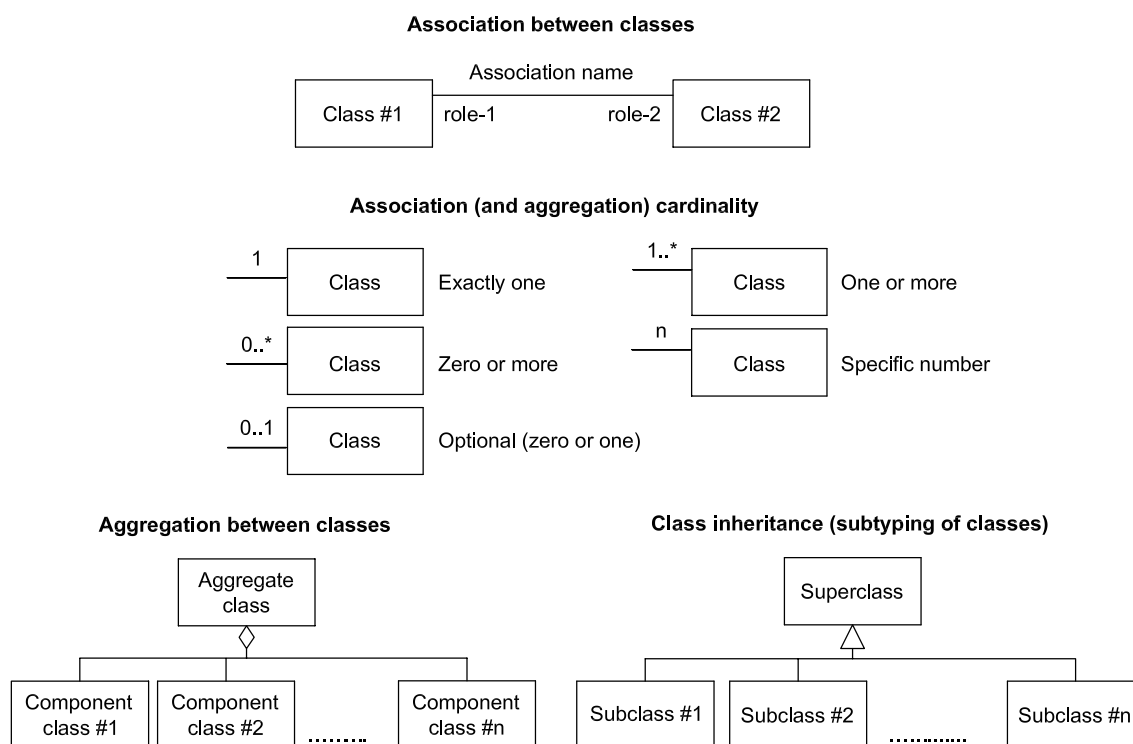 Association between classes
Association name
Class #1
role-1
role-2
Class #2
Association (and aggregation) cardinality
1
Class
Exactly one
1..*
Class
One or more
0..*
Class
Zero or more
n
Class
Specific number
0..1
Class
Optional (zero or one)
Aggregation between classes
Aggregate
class
Component
class #1
Component
class #2
.........
Component
class #n
Class inheritance (subtyping of classes)
Superclass
Subclass #1
Subclass #2
............
Subclass #n